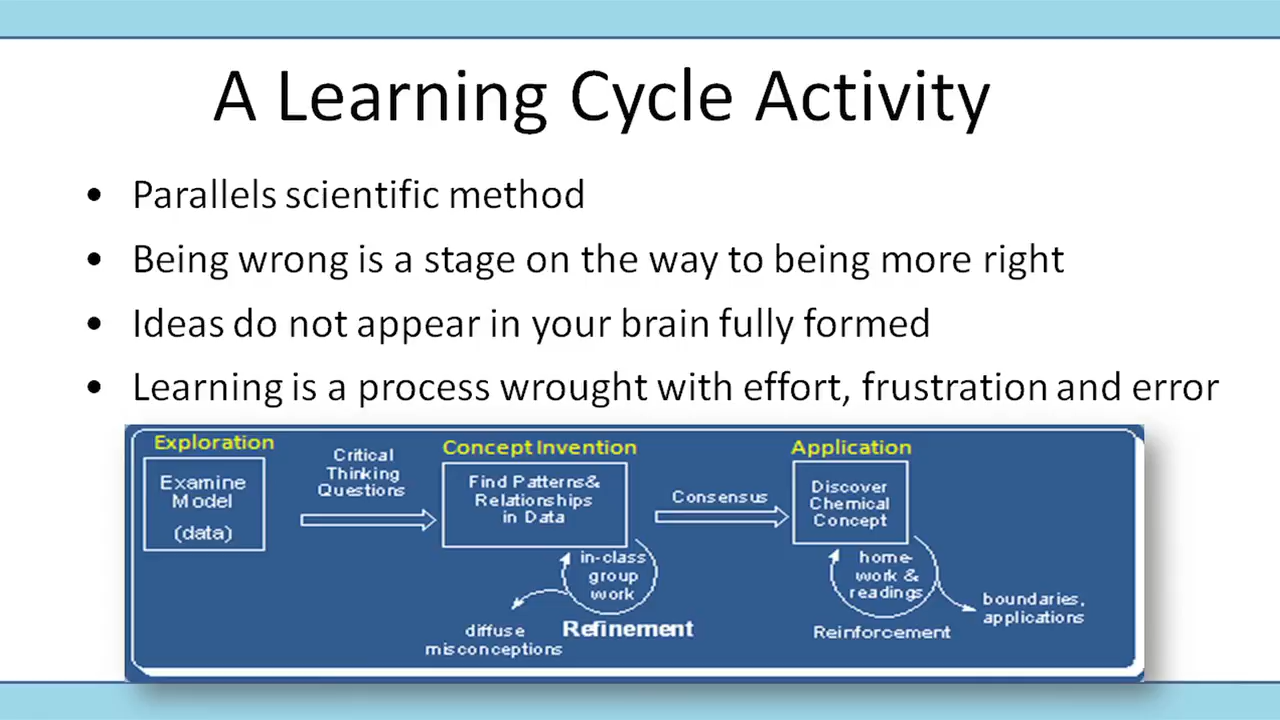 A Learning Cycle Activity
• Parallels scientific method
• Being wrong is a stage on the way to being more right
• Ideas do not appear in your brain fully formed
• Learning is a process wrought with effort, frustration and error
Exploration
Examine
Model
(data)
Critical
Thinking
Questions
Concept Invention
Find Patterns&
Relationships
in Data
in-class
group
work
Refinement
diffuse
misconceptions
Consensus
Application
Discover
Chemical
Concept
home-
work &
readings
Reinforcement
boundaries,
applications